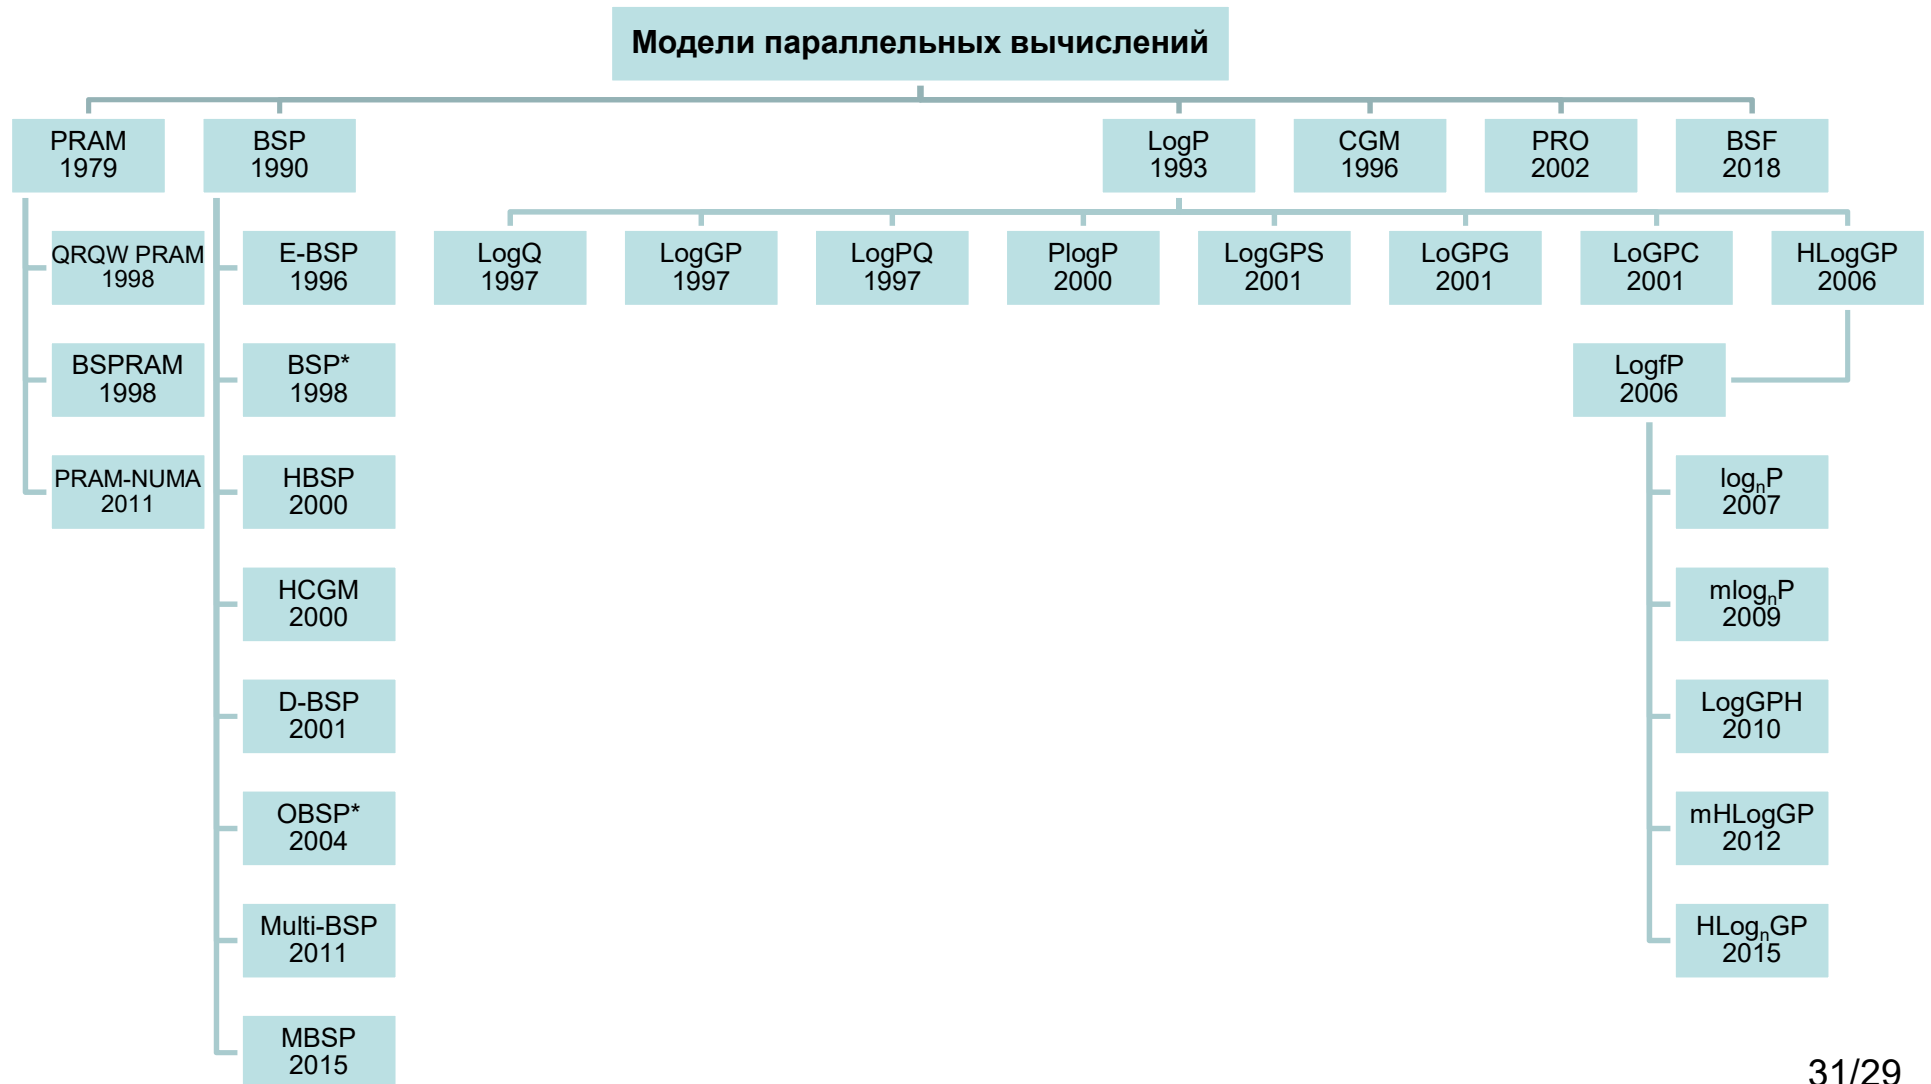 Модели параллельных вычислений
PRAM
1979
BSP
1990
LogP
1993
CGM
1996
PRO
2002
BSF
2018
QRQW PRAM
1998
BSPRAM
1998
PRAM-NUMA
2011
E-BSP
1996
BSP*
1998
HBSP
2000
HCGM
2000
D-BSP
2001
OBSP*
2004
Multi-BSP
2011
MBSP
2015
LogQ
1997
LogGP
1997
LogPQ
1997
PlogP
2000
LogGPS
2001
LoGPG
2001
LoGPC
2001
HLogGP
2006
LogfP
2006
logₙP
2007
mlogₙP
2009
LogGPH
2010
mHLogGP
2012
HLogₙGP
2015
31/29